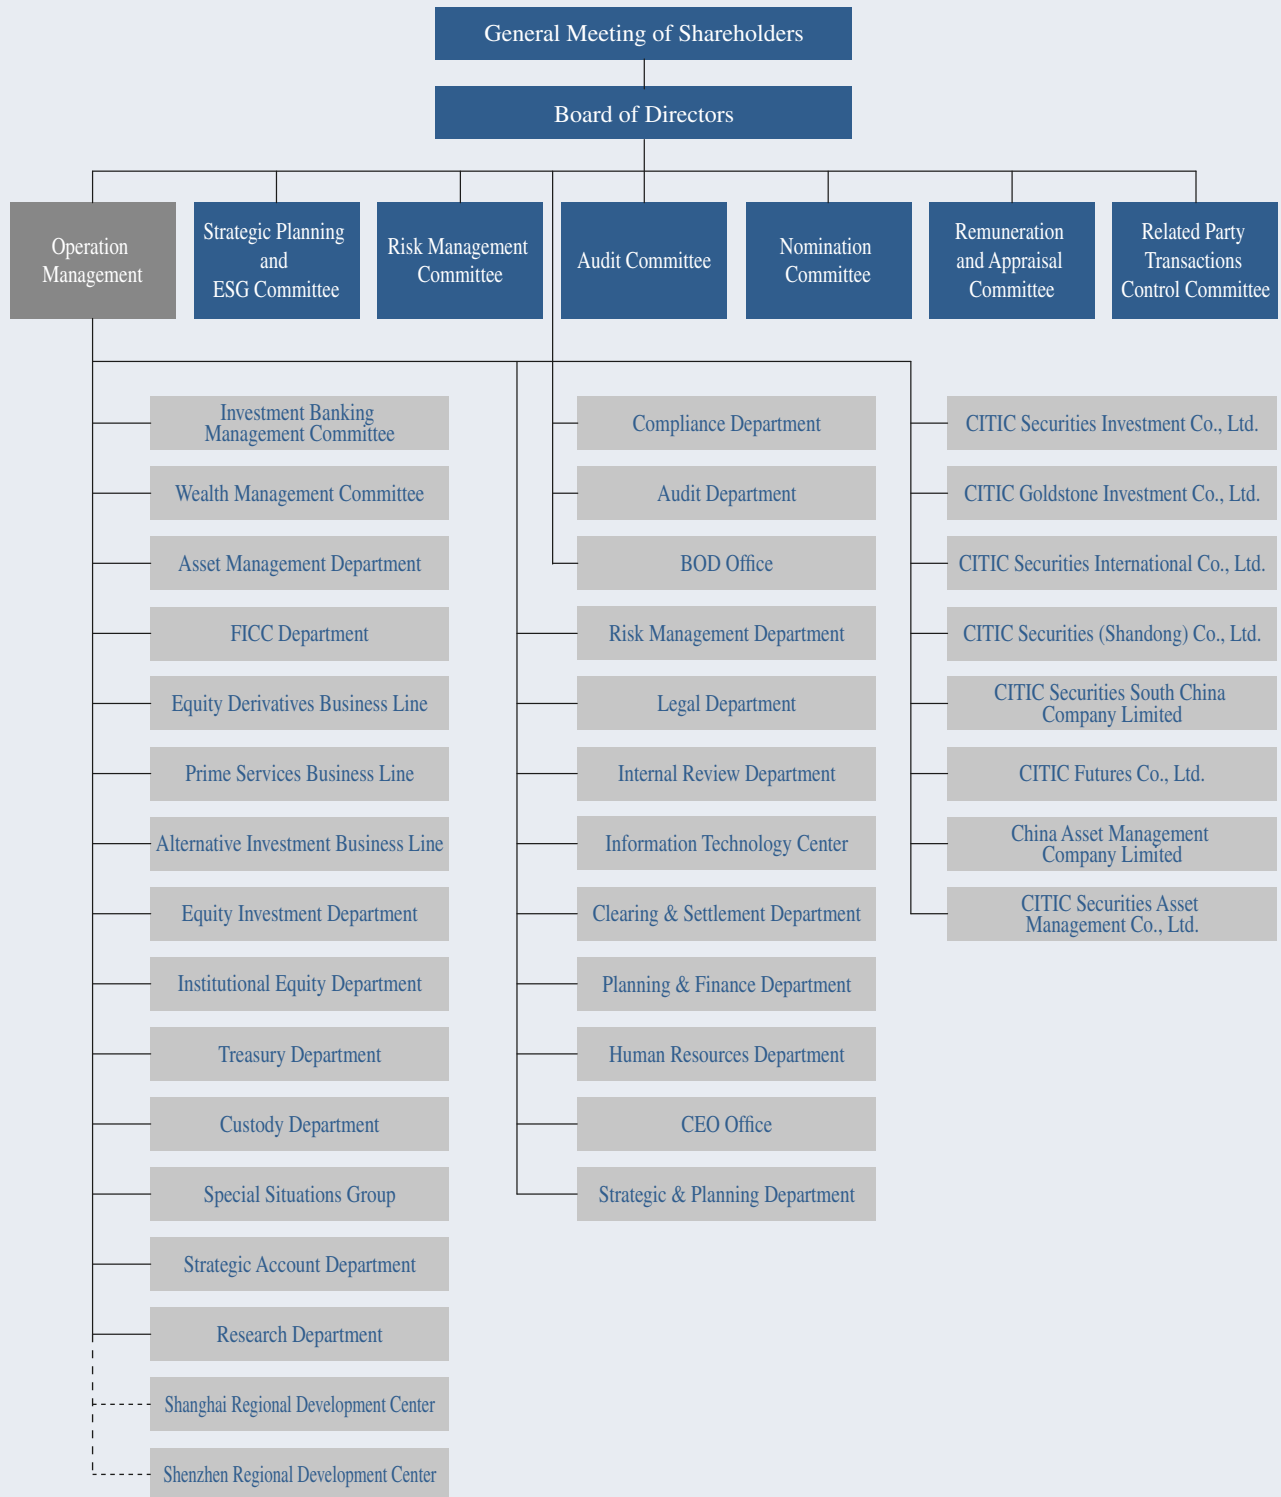 General Meeting of Shareholders
Board of Directors
Operation
Management
Strategic Planning
and
ESG Committee
Risk Management
Committee
Audit Committee
Nomination
Committee
Remuneration
and Appraisal
Committee
Related Party
Transactions
Control Committee
Investment Banking
Management Committee
Wealth Management Committee
Asset Management Department
FICC Department
Equity Derivatives Business Line
Prime Services Business Line
Alternative Investment Business Line
Equity Investment Department
Institutional Equity Department
Treasury Department
Custody Department
Special Situations Group
Strategic Account Department
Research Department
Shanghai Regional Development Center
Shenzhen Regional Development Center
Compliance Department
Audit Department
BOD Office
Risk Management Department
Legal Department
Internal Review Department
Information Technology Center
Clearing & Settlement Department
Planning & Finance Department
Human Resources Department
CEO Office
Strategic & Planning Department
CITIC Securities Investment Co., Ltd.
CITIC Goldstone Investment Co., Ltd.
CITIC Securities International Co., Ltd.
CITIC Securities (Shandong) Co., Ltd.
CITIC Securities South China
Company Limited
CITIC Futures Co., Ltd.
China Asset Management
Company Limited
CITIC Securities Asset
Management Co., Ltd.